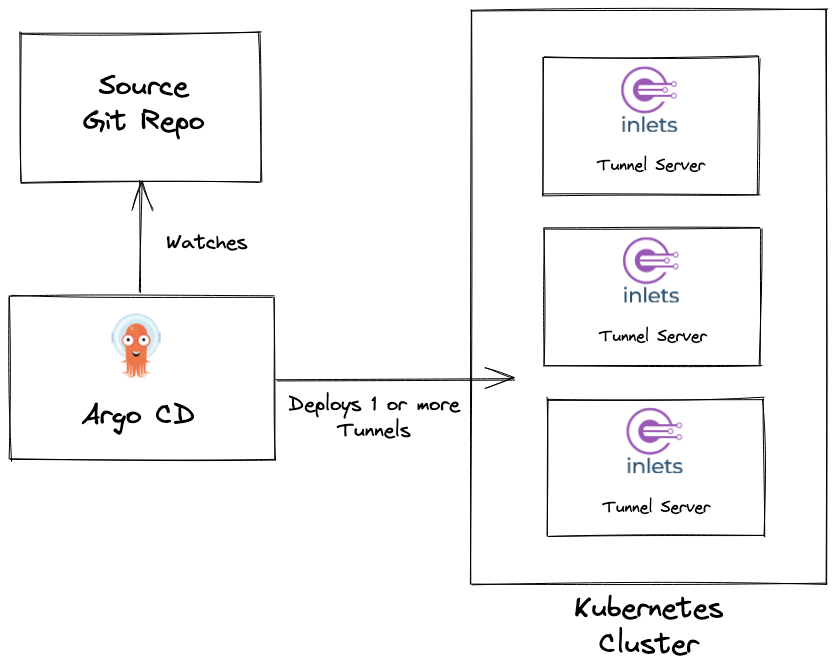 Source
Git Repo
Watches
Argo CD
Deploys 1 or more
Tunnels
inlets
Tunnel Server
inlets
Tunnel Server
inlets
Tunnel Server
Kubernetes
Cluster